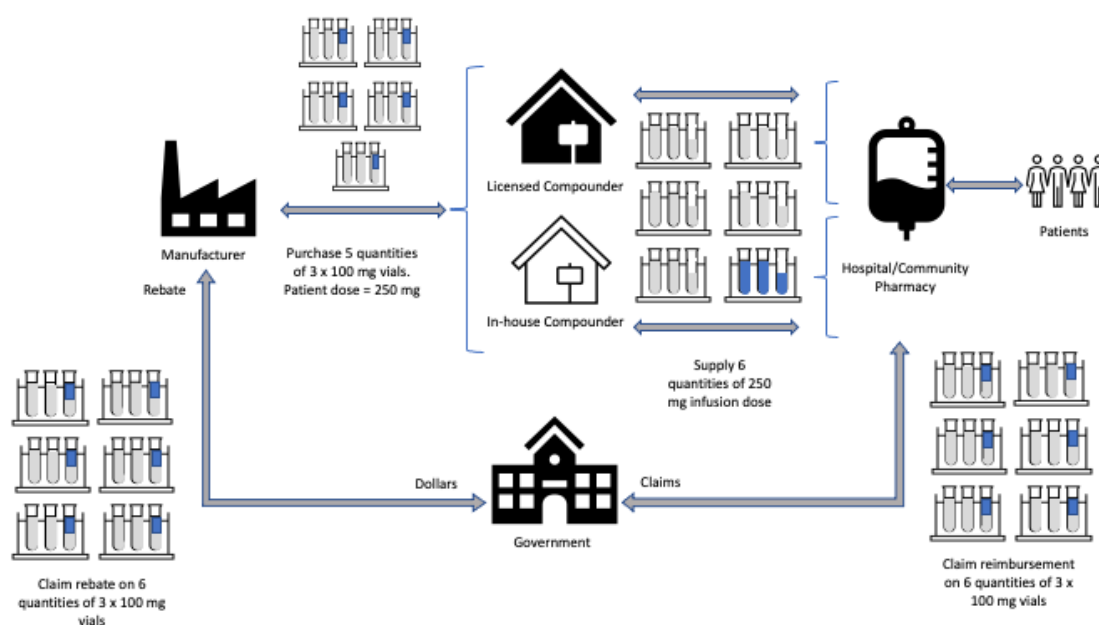 Licensed Compounder
Manufacturer
Rebate
Purchase 5 quantities
of 3 x 100 mg vials.
Patient dose = 250 mg
In-house Compounder
Patients
Hospital/Community
Pharmacy
Supply 6
quantities of 250
mg infusion dose
Dollars
Claims
Government
Claim rebate on 6
quantities of 3 x 100 mg
vials
Claim reimbursement
on 6 quantities of 3 x
100 mg vials